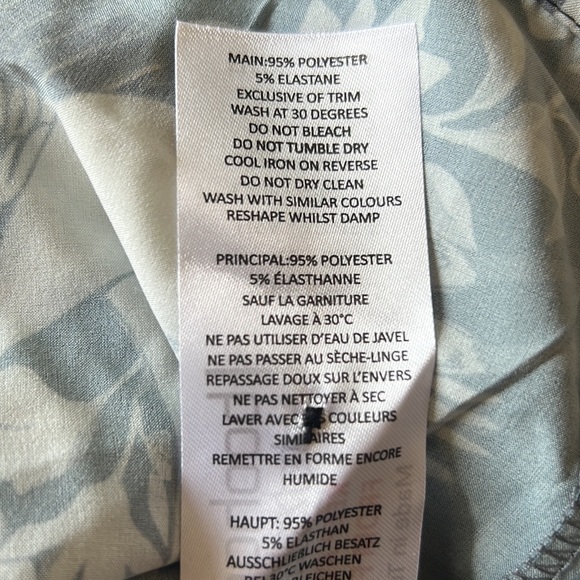 MAIN:95% POLYESTER
5% ELASTANE
EXCLUSIVE OF TRIM
WASH AT 30 DEGREES
DO NOT BLEACH
DO NOT TUMBLE DRY
COOL IRON ON REVERSE
DO NOT DRY CLEAN
WASH WITH SIMILAR COLOURS
RESHAPE WHILST DAMP
PRINCIPAL:95% POLYESTER
5% ÉLASTHANNE
SAUF LA GARNITURE
LAVAGE À 30°C
NE PAS UTILISER D'EAU DE JAVEL
NE PAS PASSER AU SÈCHE-LINGE
REPASSAGE DOUX SUR L'ENVERS
NE PAS NETTOYER À SEC
LAVER AVEC COULEURS
SIMILAIRES
REMETTRE EN FORME ENCORE
HUMIDE
HAUPT: 95% POLYESTER
5% ELASTHAN
AUSSCHLIEßLICH BESATZ
BEI 30°C WASCHEN